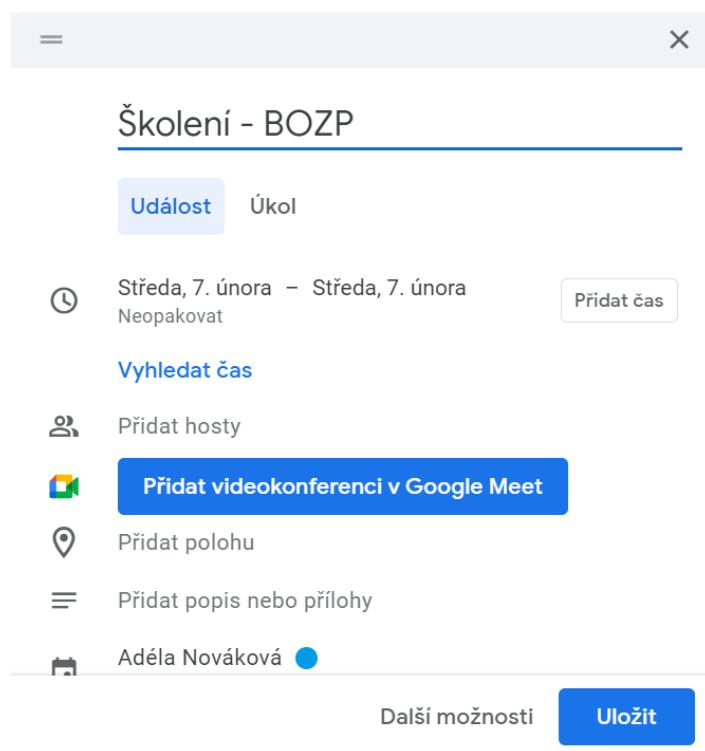 Školení - BOZP
Událost Úkol
Středa, 7. února – Středa, 7. února
Přidat čas
Neopakovat
Vyhledat čas
Přidat hosty
Přidat videokonferenci v Google Meet
Přidat polohu
Přidat popis nebo přílohy
Adéla Nováková
Další možnosti Uložit